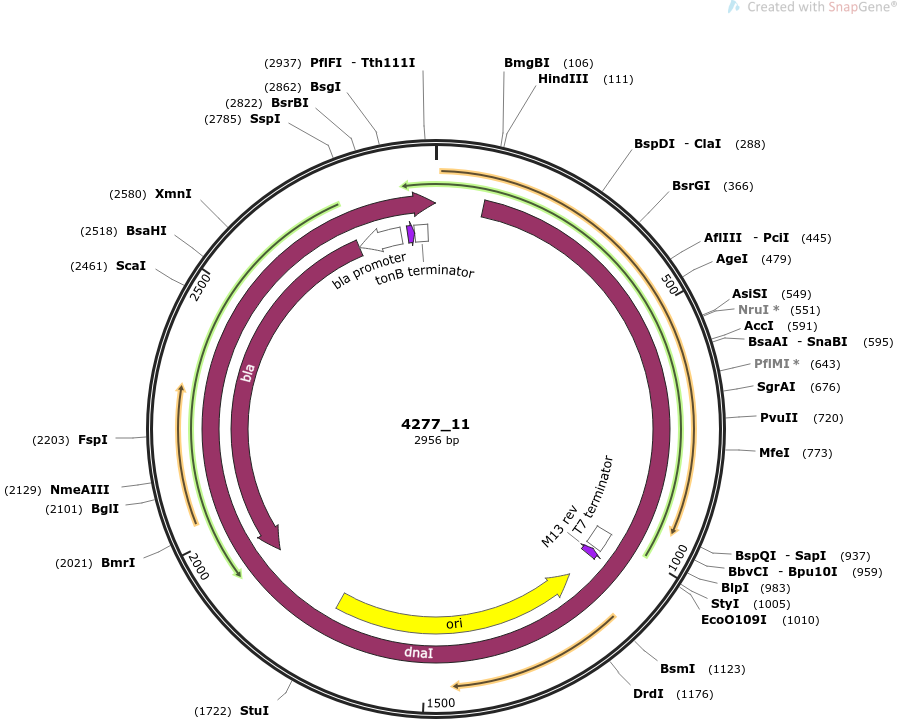 Created with SnapGene®
(2937) PflFI - Tth111I
(2862) BsgI
(2822) BsrBI
(2785) SspI
(2580) XmnI
(2518) BsaHI
(2461) ScaI
(2203) FspI
(2129) NmeAIII
(2101) BglI
(2021) BmrI
(1722) StuI
BmgBI (106)
HindIII (111)
BspDI - ClaI (288)
BsrGI (366)
AflIII - PciI (445)
AgeI (479)
AsiSI (549)
NruI * (551)
AccI (591)
BsaAI - SnaBI (595)
PflMI * (643)
SgrAI (676)
PvuII (720)
MfeI (773)
BspQI - SapI (937)
BbvCI - Bpu10I (959)
BlpI (983)
StyI (1005)
EcoO109I (1010)
BsmI (1123)
DrdI (1176)
500
1000
1500
2000
2500
bla promoter
tonB terminator
bla
4277_11
2956 bp
M13 rev
T7 terminator
ori
dnaI